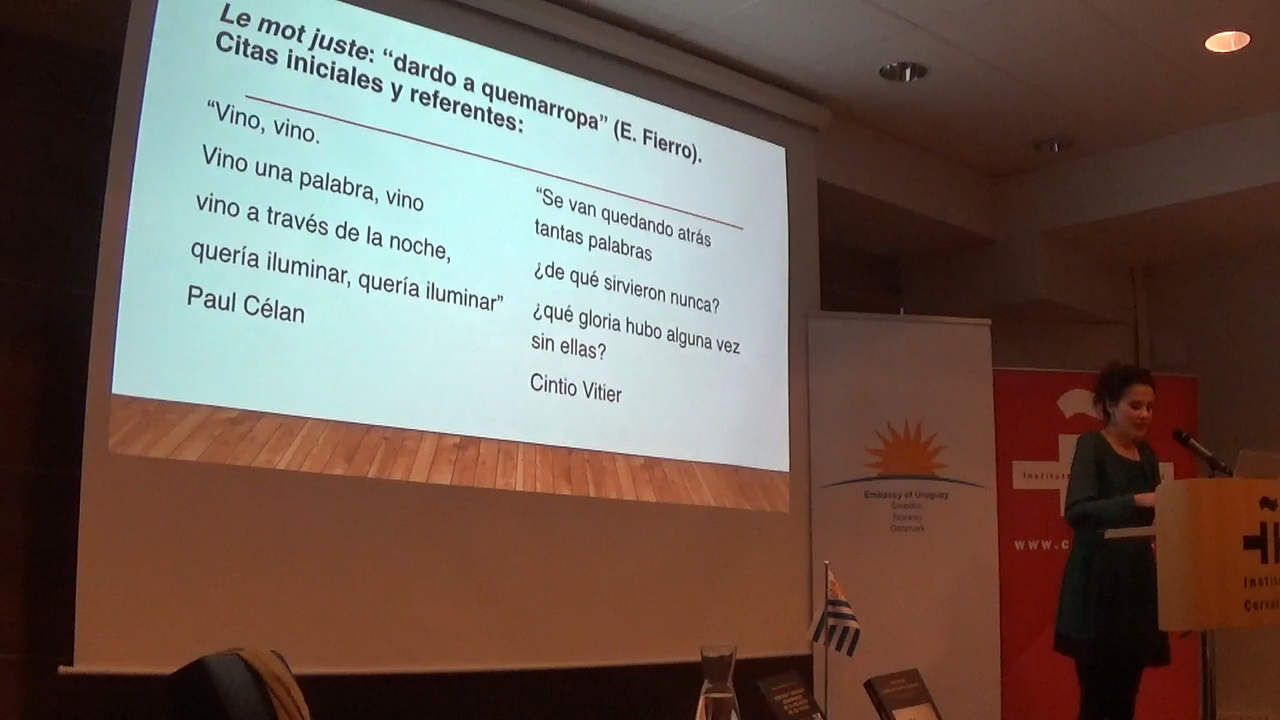 Le mot juste: “dardo a quemarropa” (E. Fierro).
Citas iniciales y referentes:
“Vino, vino.
Vino una palabra, vino
vino a través de la noche,
quería iluminar, quería iluminar”
Paul Célan
“Se van quedando atrás
tantas palabras
¿de qué sirvieron nunca?
¿qué gloria hubo alguna vez
sin ellas?
Cintio Vitier
Embassy of Uruguay
Sweden
Norway
Denmark